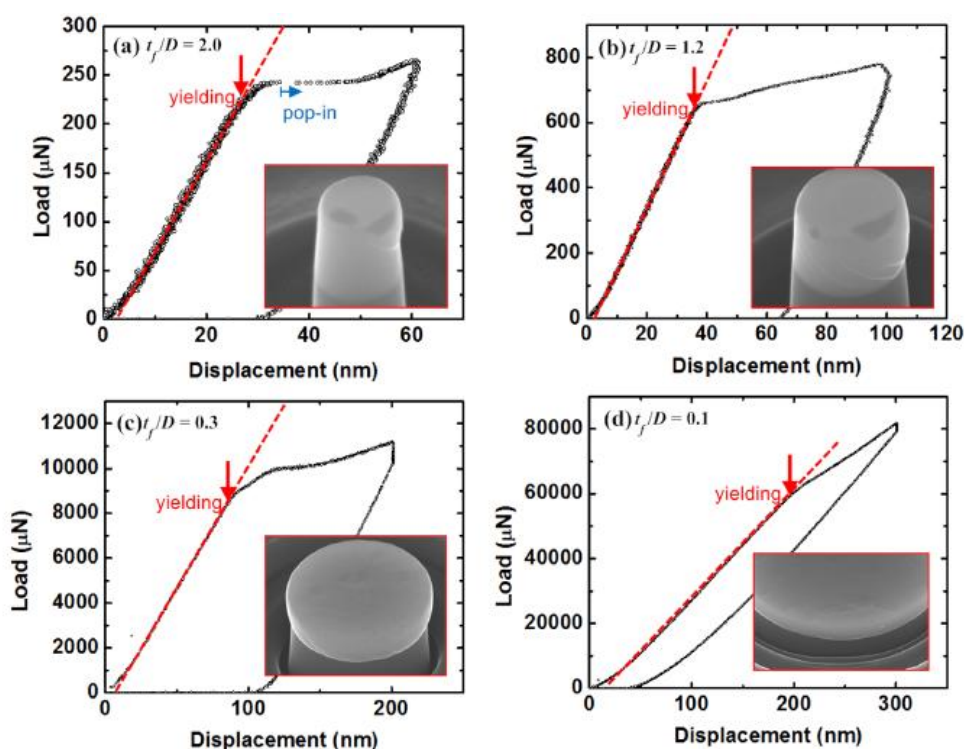 (a) t_f/D = 2.0
300
250
200
150
100
50
0
Load (μN)
yielding
pop-in
0 20 40 60
Displacement (nm)
(b) t_f/D = 1.2
800
600
400
200
0
Load (μN)
yielding
0 20 40 60 80 100 120
Displacement (nm)
(c) t_f/D = 0.3
12000
10000
8000
6000
4000
2000
0
Load (μN)
yielding
0 100 200
Displacement (nm)
(d) t_f/D = 0.1
80000
60000
40000
20000
0
Load (μN)
yielding
0 100 200 300
Displacement (nm)